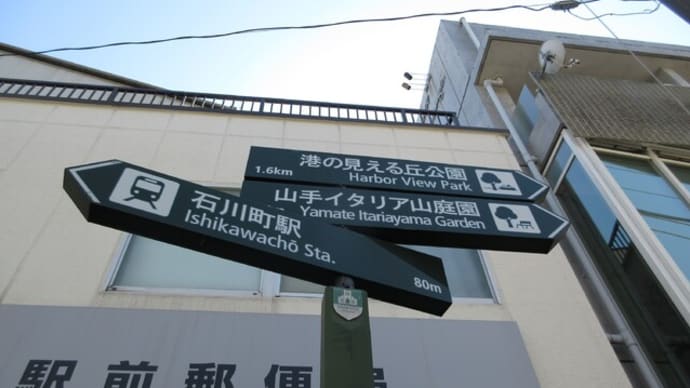 1.6km
港の見える丘公園
Harbor View Park
山手イタリア山庭園
Yamate Itariayama Garden
石川町駅
Ishikawachō Sta.
80m
駅前郵便局